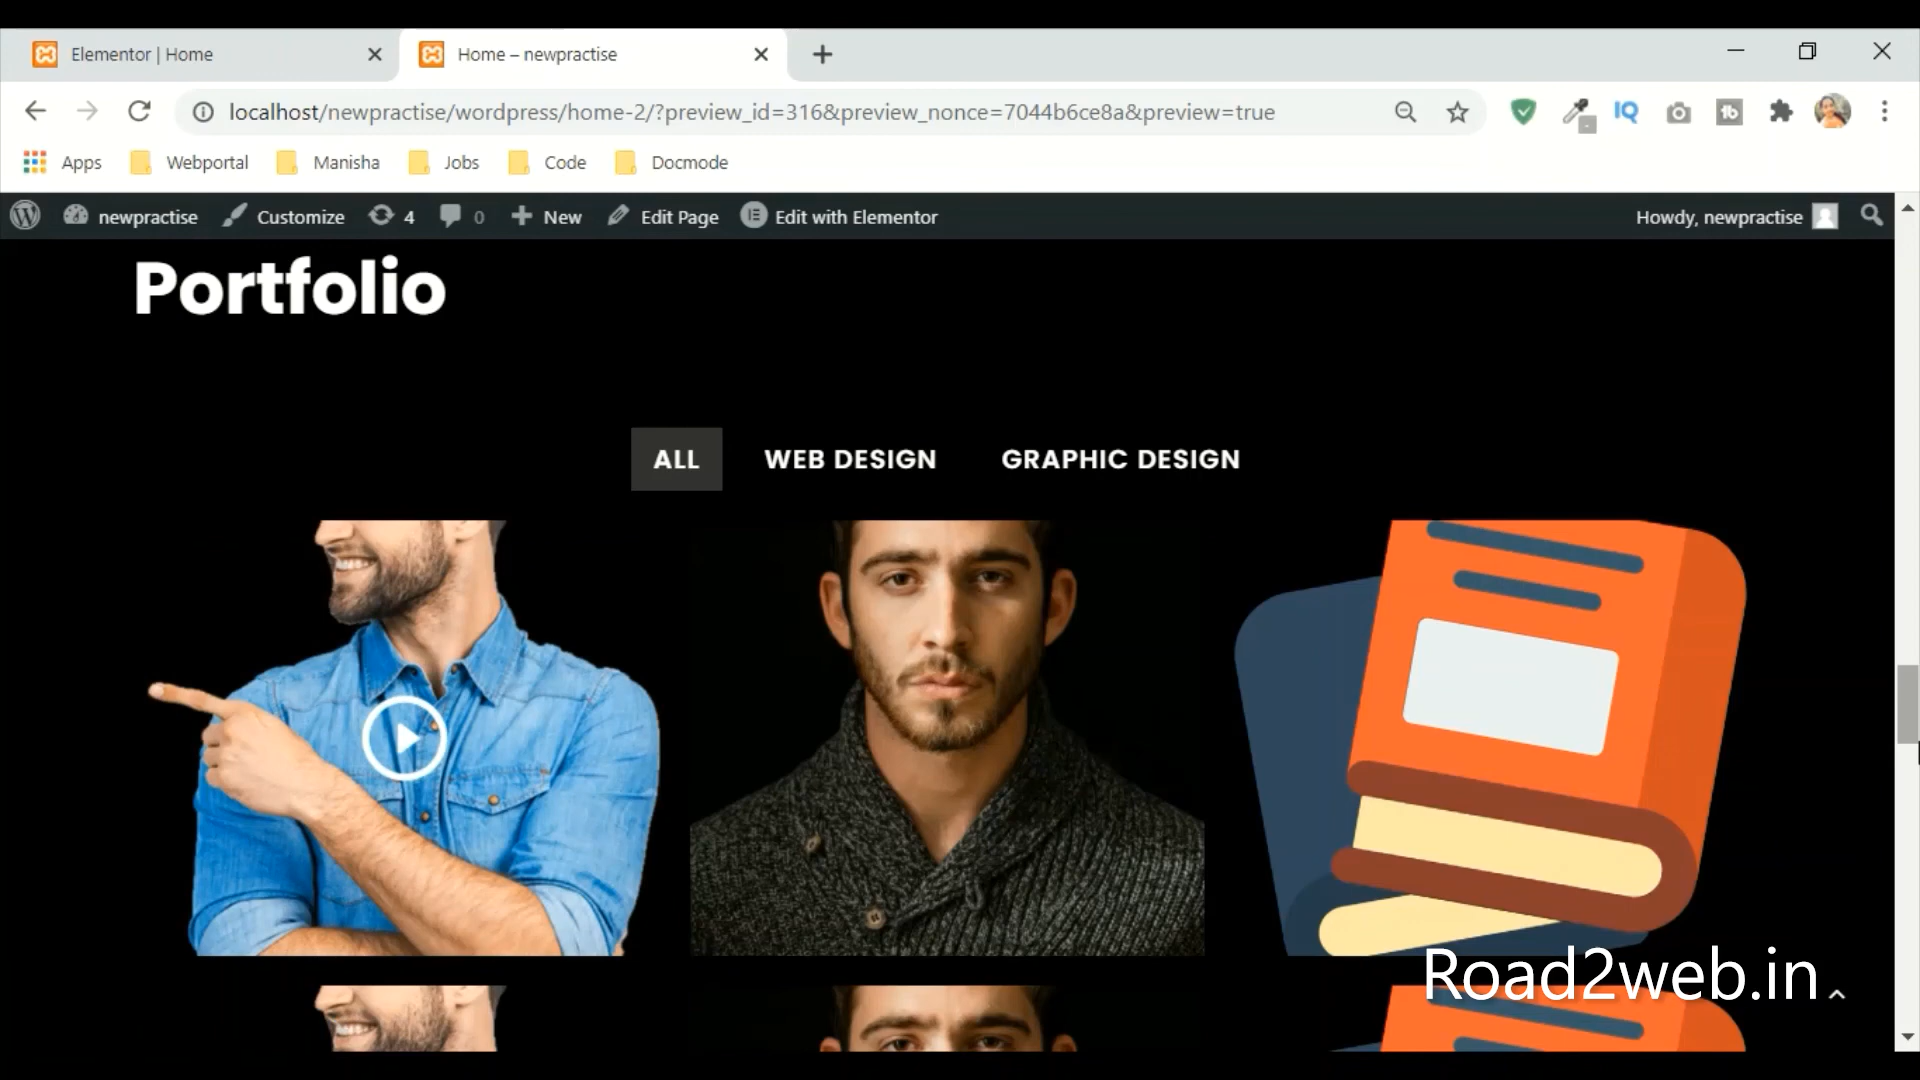 Elementor | Home
Home – newpractise
localhost/newpractise/wordpress/home-2/?preview_id=316&preview_nonce=7044b6ce8a&preview=true
IQ
Apps
Webportal
Manisha
Jobs
Code
Docmode
newpractise
Customize
4
0
New
Edit Page
Edit with Elementor
Howdy, newpractise
Portfolio
ALL
WEB DESIGN
GRAPHIC DESIGN
Road2web.in